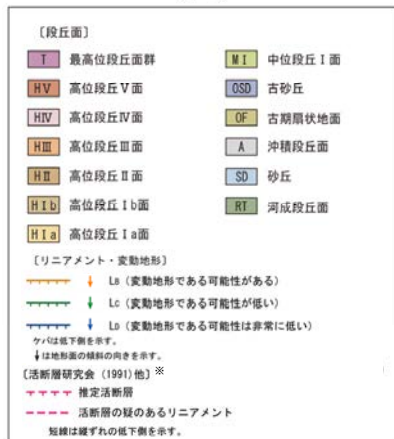 〔段丘面〕
T 最高位段丘面群
HⅤ 高位段丘Ⅴ面
HⅣ 高位段丘Ⅳ面
HⅢ 高位段丘Ⅲ面
HⅡ 高位段丘Ⅱ面
HⅠb 高位段丘Ⅰb面
HⅠa 高位段丘Ⅰa面
MⅠ 中位段丘Ⅰ面
OSD 古砂丘
OF 古期扇状地面
A 沖積段丘面
SD 砂丘
RT 河成段丘面
〔リニアメント・変動地形〕
LB (変動地形である可能性がある)
LC (変動地形である可能性が低い)
LD (変動地形である可能性は非常に低い)
ケバは低下側を示す。
↓は地形面の傾斜の向きを示す。
〔活断層研究会(1991)他〕※
推定活断層
活断層の疑のあるリニアメント
短線は縦ずれの低下側を示す。